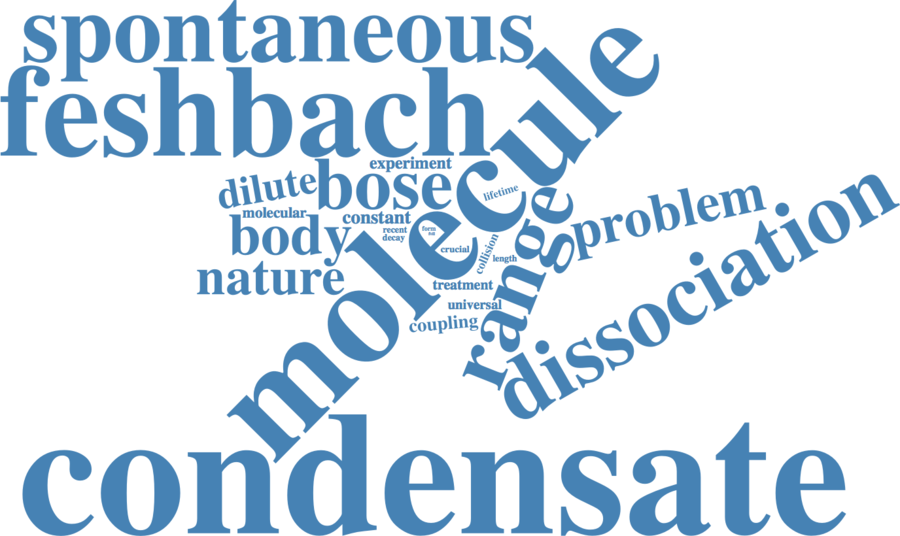 spontaneous
feshbach
molecule
experiment
dilute
bose
lifetime
molecular
constant
body
recent
decay
form
crucial
collision
length
range
problem
nature
treatment
universal
coupling
dissociation
condensate